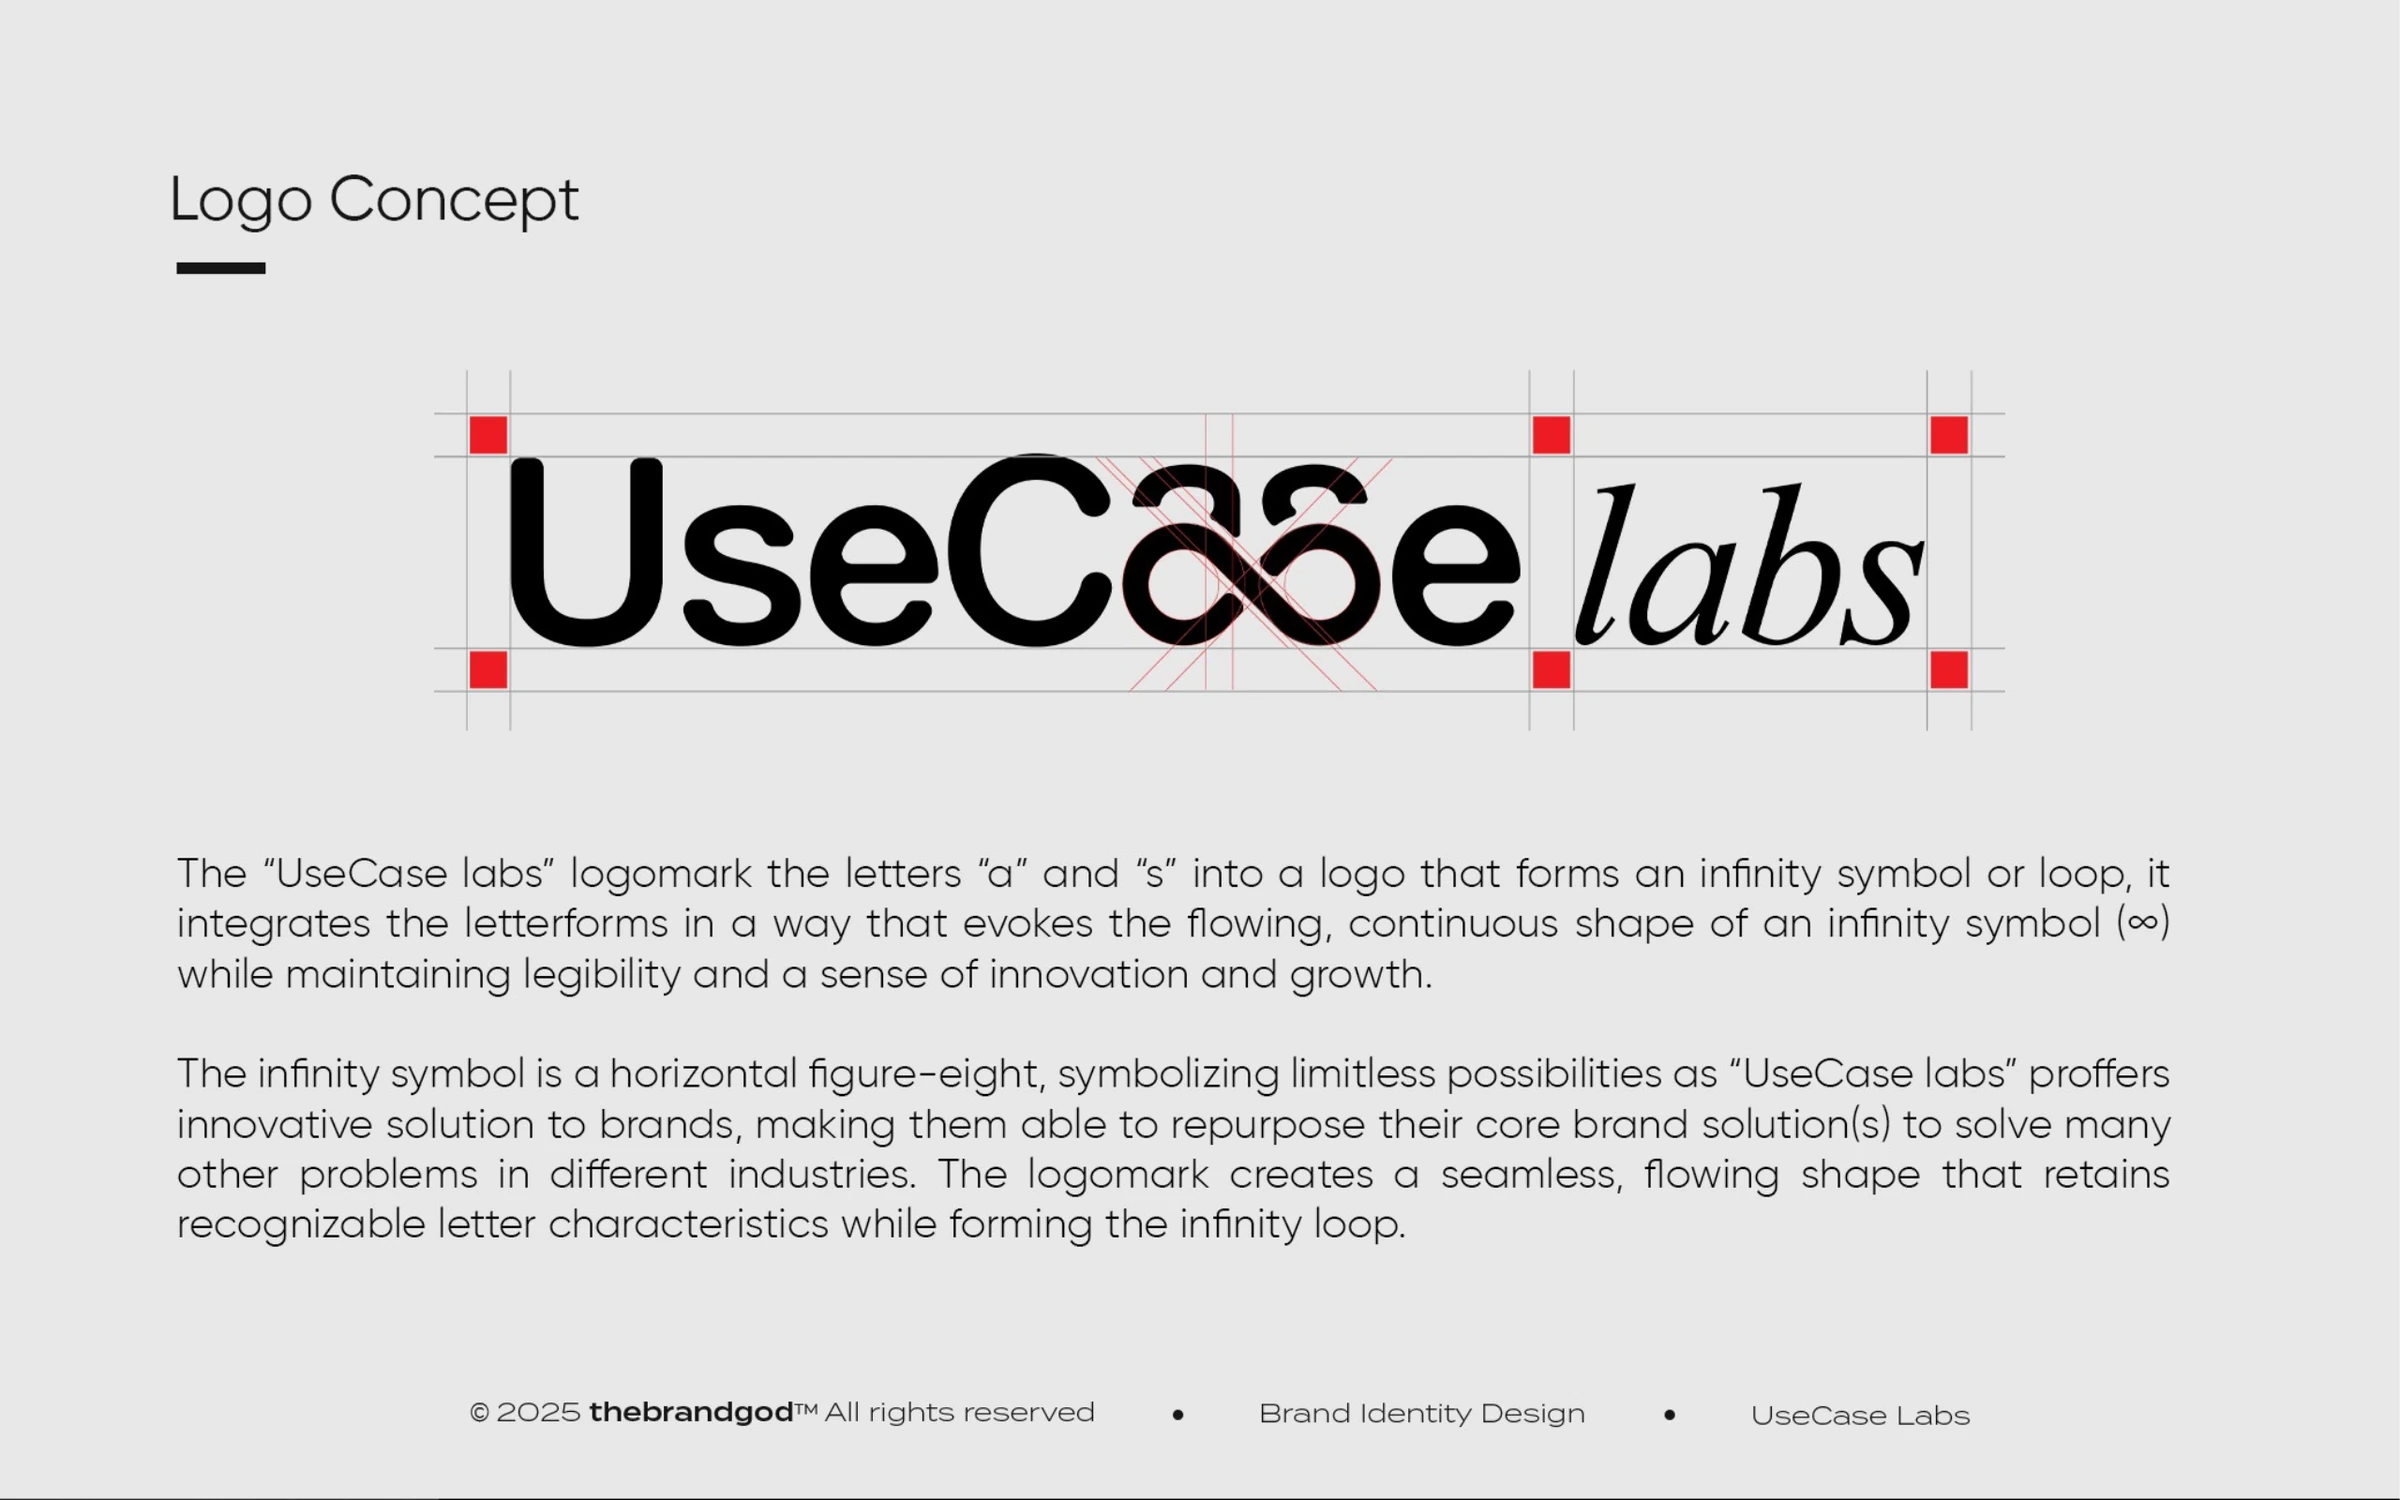 Logo Concept
UseCase labs
The “UseCase labs” logomark the letters “a” and “s” into a logo that forms an infinity symbol or loop, it
integrates the letterforms in a way that evokes the flowing, continuous shape of an infinity symbol (∞)
while maintaining legibility and a sense of innovation and growth.
The infinity symbol is a horizontal figure-eight, symbolizing limitless possibilities as “UseCase labs” proffers
innovative solution to brands, making them able to repurpose their core brand solution(s) to solve many
other problems in different industries. The logomark creates a seamless, flowing shape that retains
recognizable letter characteristics while forming the infinity loop.
© 2025 thebrandgod™ All rights reserved • Brand Identity Design • UseCase Labs